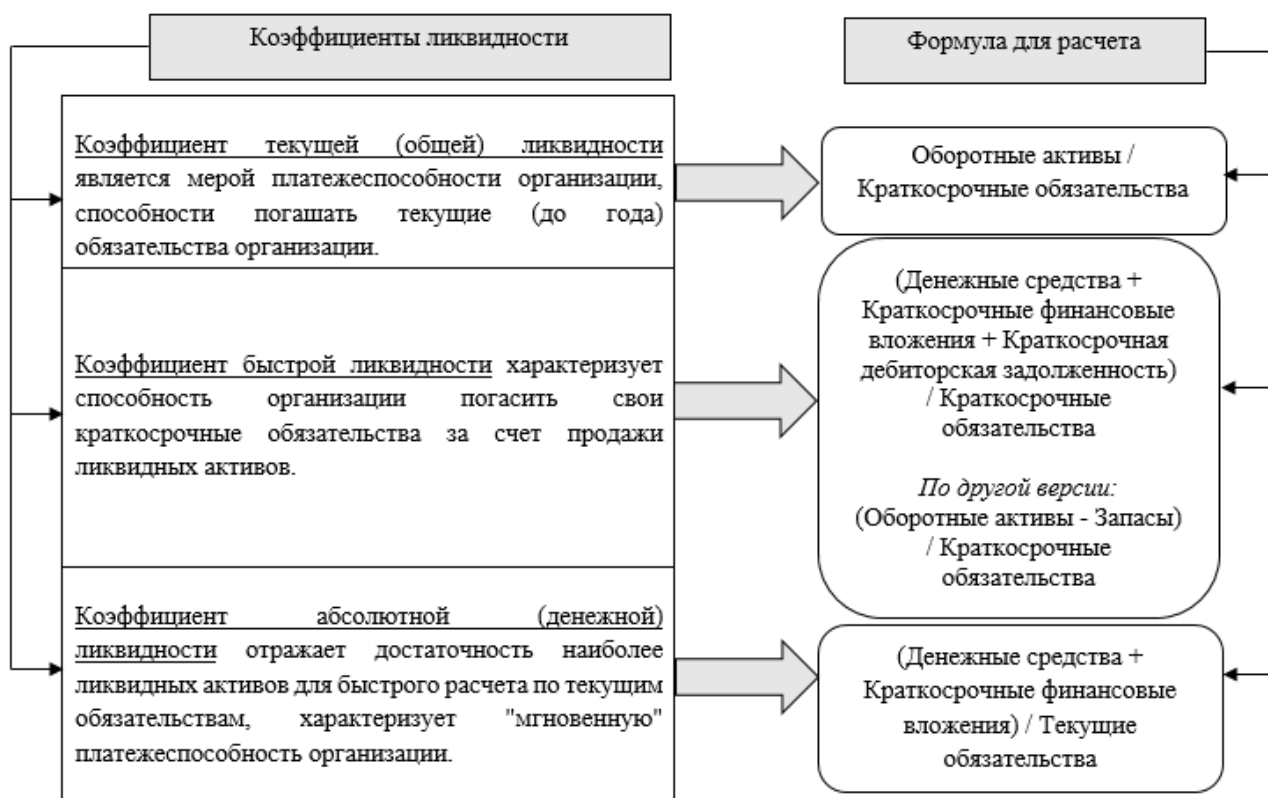 Коэффициенты ликвидности
Формула для расчета
Коэффициент текущей (общей) ликвидности
является мерой платежеспособности организации,
способности погашать текущие (до года)
обязательства организации.
Оборотные активы /
Краткосрочные обязательства
Коэффициент быстрой ликвидности характеризует
способность организации погасить свои
краткосрочные обязательства за счет продажи
ликвидных активов.
(Денежные средства +
Краткосрочные финансовые
вложения + Краткосрочная
дебиторская задолженность)
/ Краткосрочные
обязательства
По другой версии:
(Оборотные активы - Запасы)
/ Краткосрочные
обязательства
Коэффициент абсолютной (денежной)
ликвидности отражает достаточность наиболее
ликвидных активов для быстрого расчета по текущим
обязательствам, характеризует "мгновенную"
платежеспособность организации.
(Денежные средства +
Краткосрочные финансовые
вложения) / Текущие
обязательства